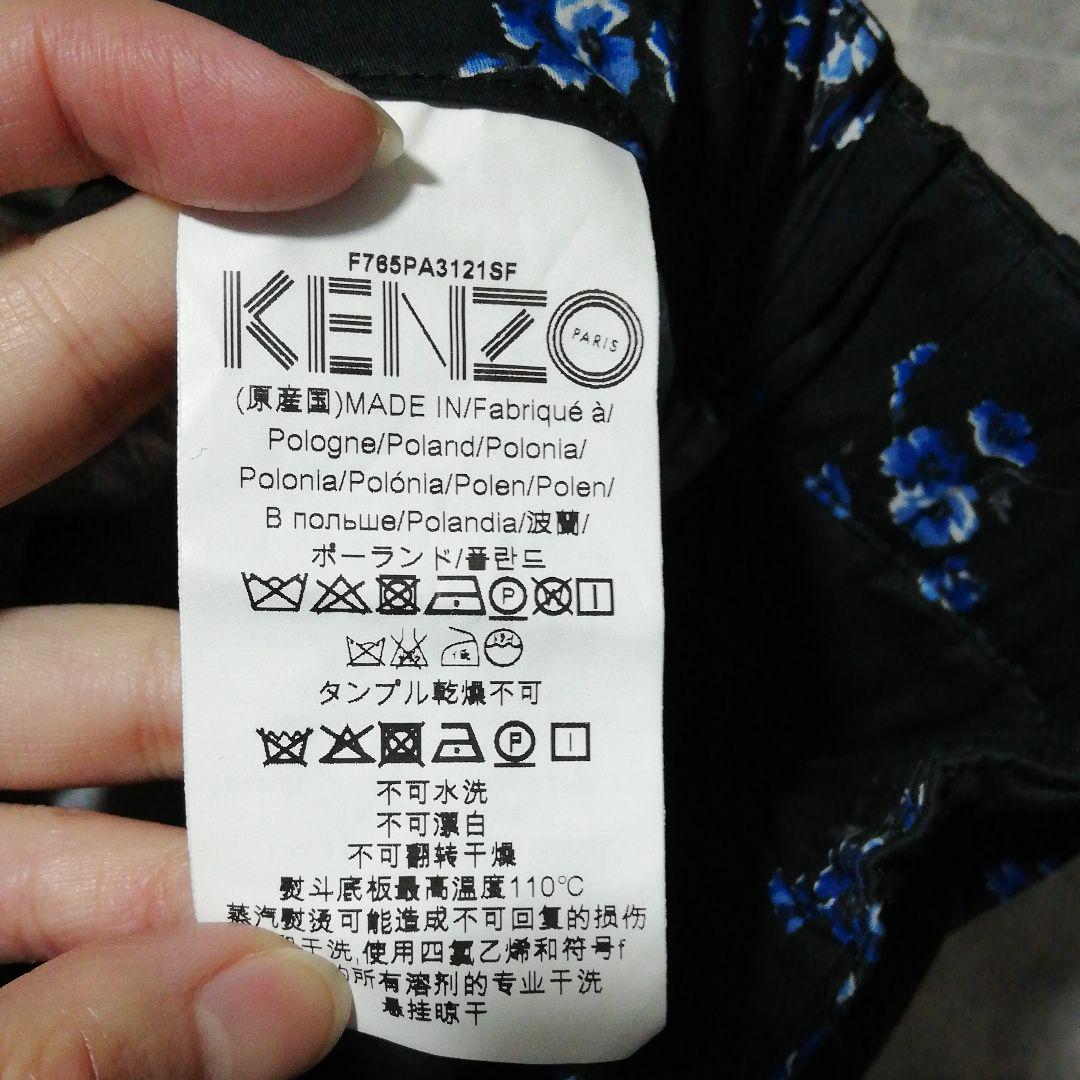 F765PA3121SF
KENZO
PARIS
(原産国)MADE IN/Fabriqué à/
Pologne/Poland/Polonia/
Polonia/Polónia/Polen/Polen/
В польше/Polandia/波蘭/
ポーランド/폴란드
P
タンプル乾燥不可
P
不可水洗
不可漂白
不可翻转干燥
熨斗底板最高温度110℃
蒸汽熨烫可能造成不可回复的损伤
干洗,使用四氯乙烯和符号f
所有溶剂的专业干洗
悬挂晾干